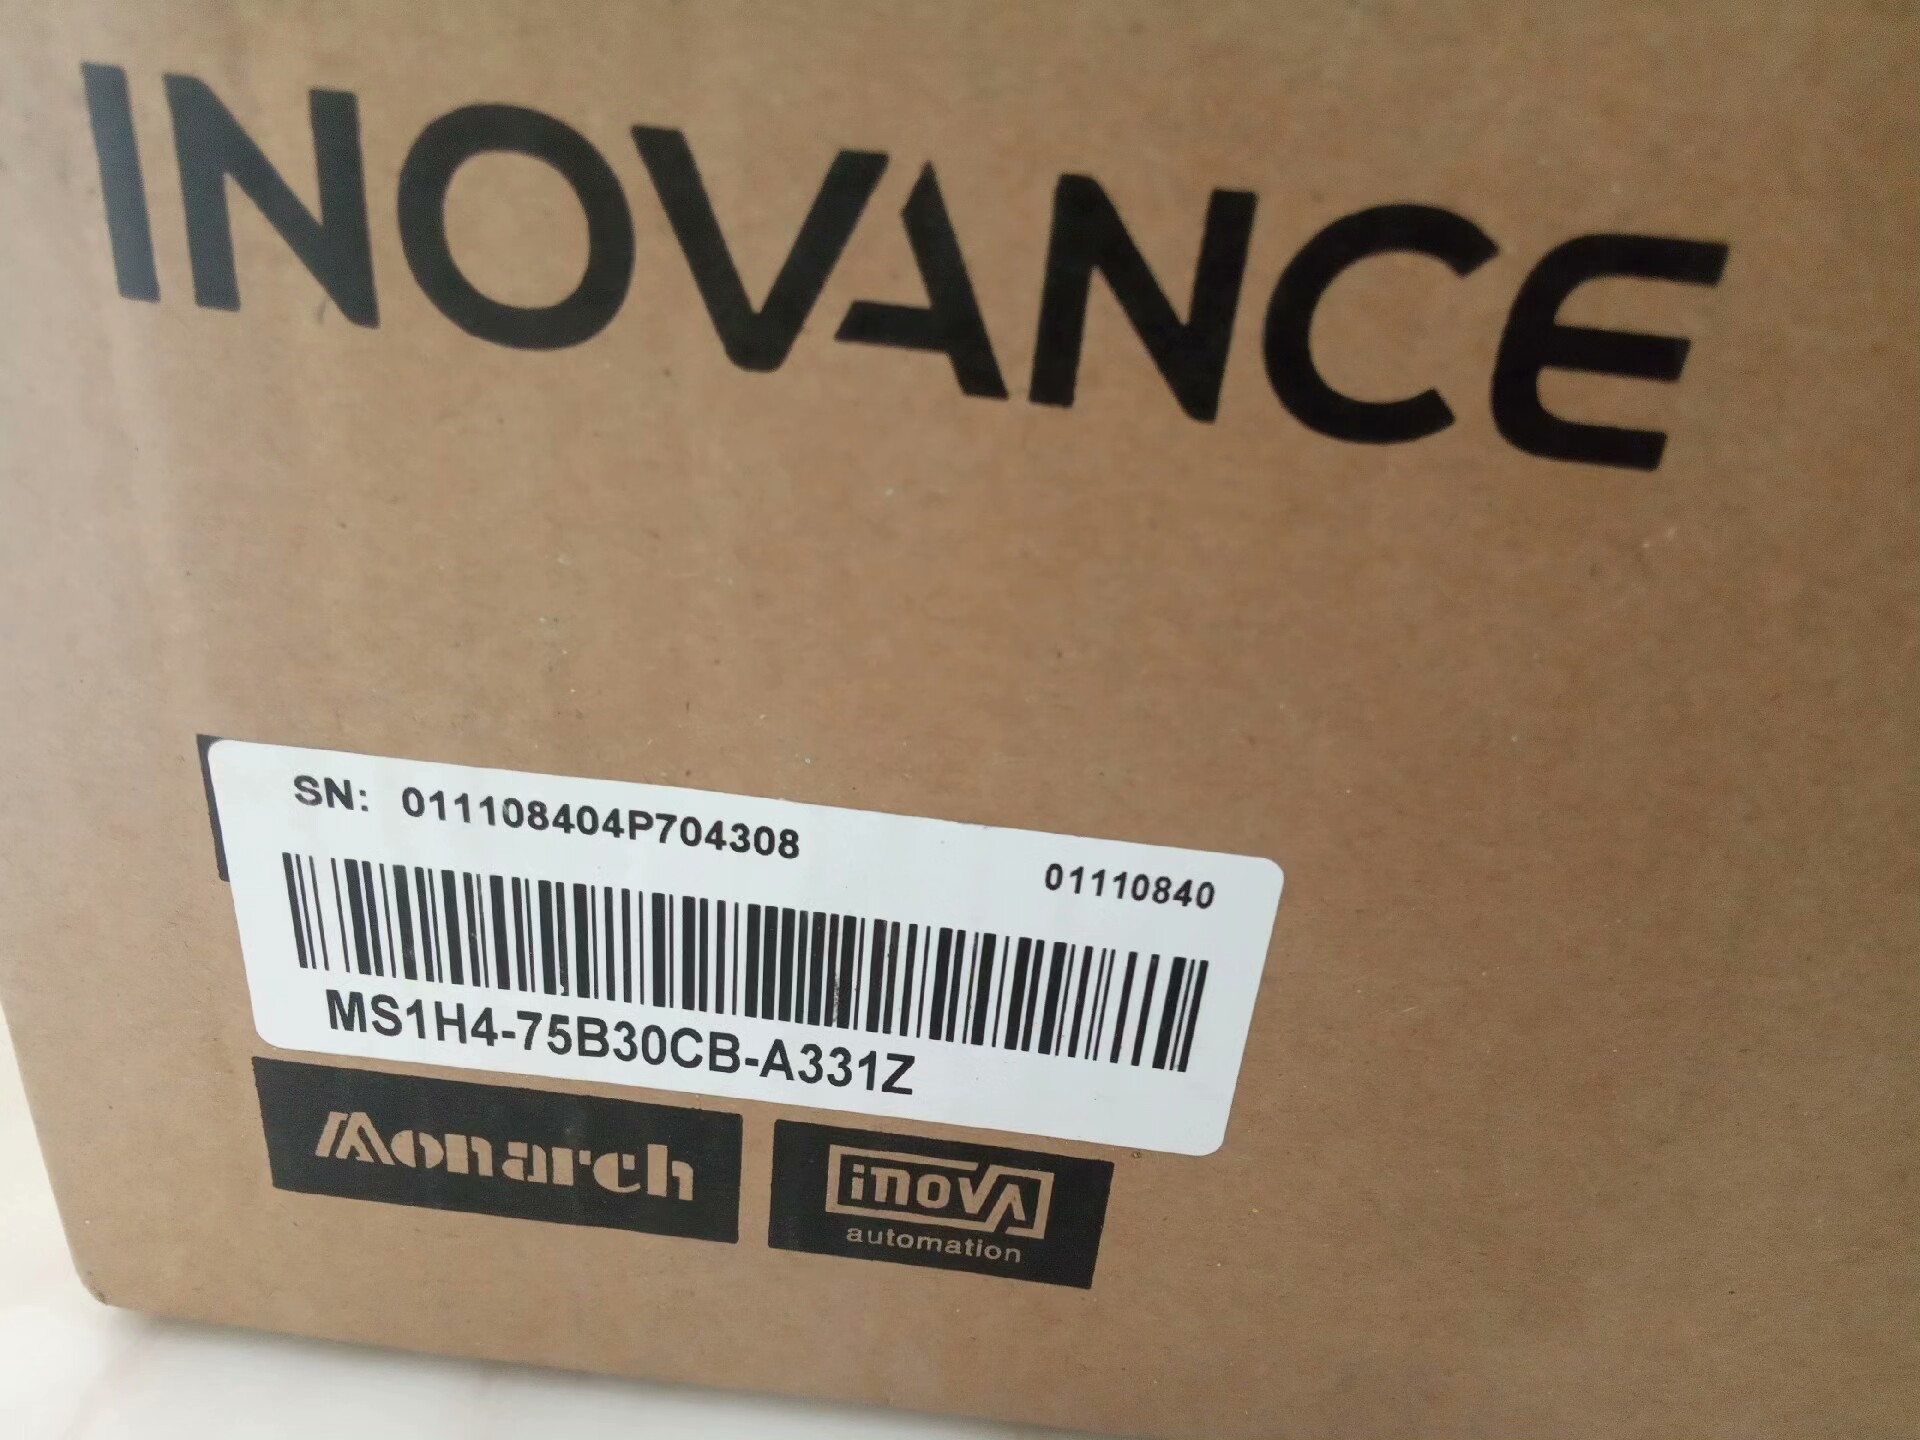 INOVANCE
SN: 011108404P704308
01110840
MS1H4-75B30CB-A331Z
Monarch
inovA
automation